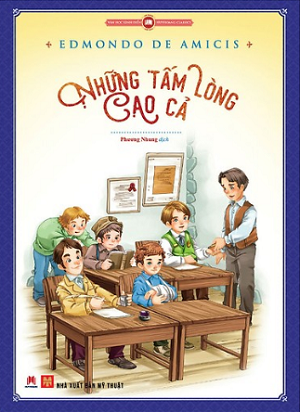 EDMONDO DE AMICIS
NHỮNG TẤM LÒNG
CAO CẢ
Phương Nhung dịch
NHÀ XUẤT BẢN MỸ THUẬT